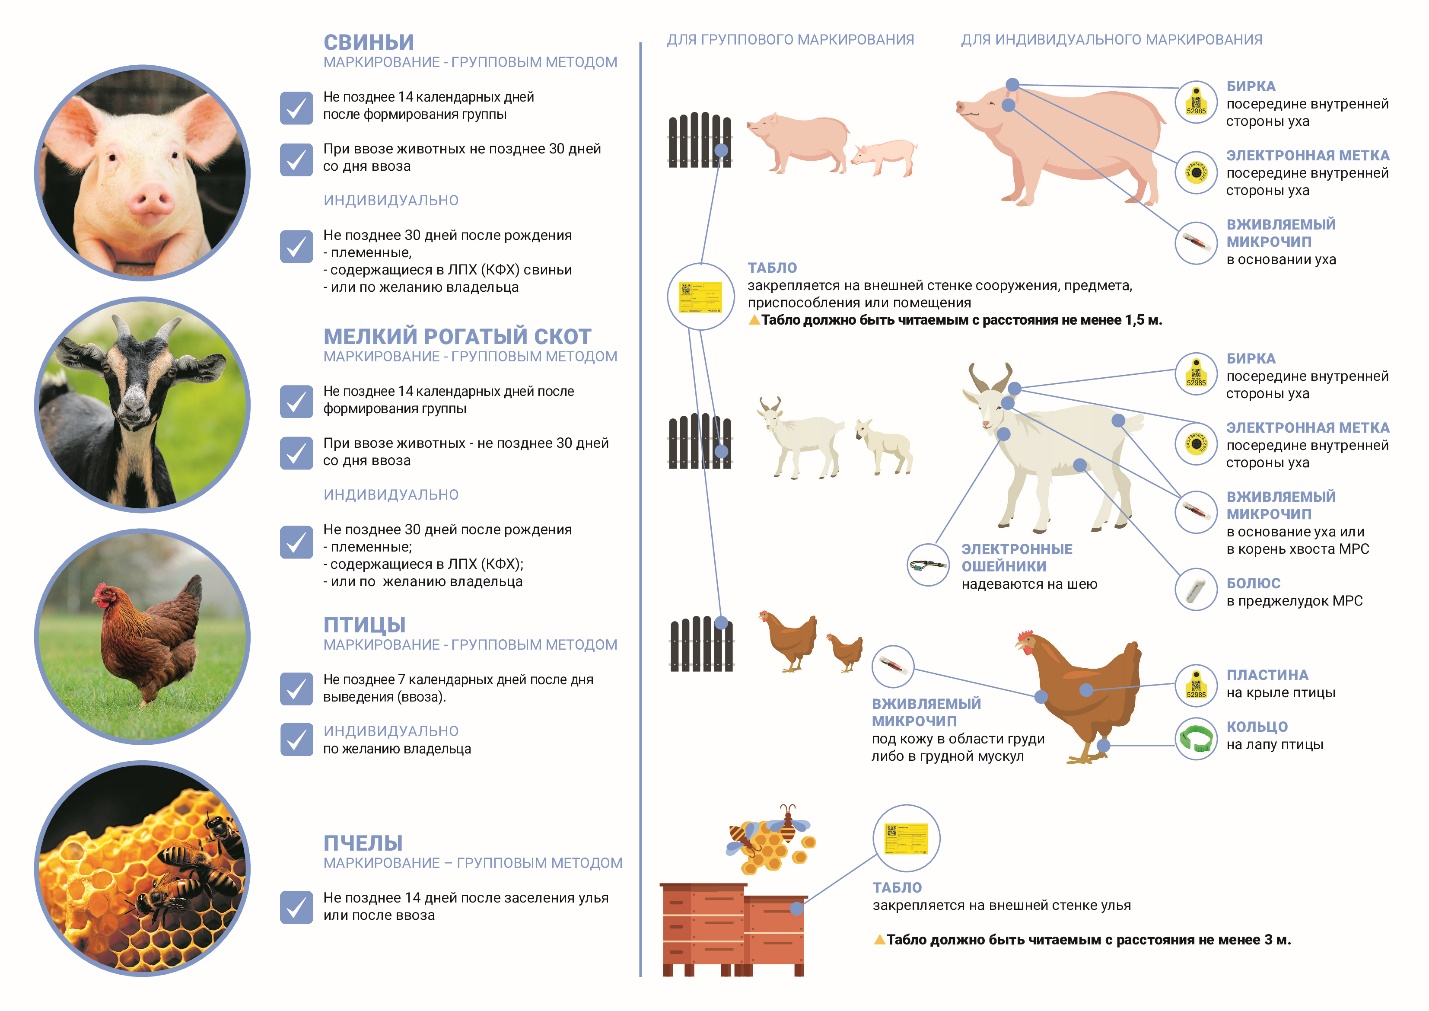 СВИНЬИ
МАРКИРОВАНИЕ - ГРУППОВЫМ МЕТОДОМ
Не позднее 14 календарных дней
после формирования группы
При ввозе животных не позднее 30 дней
со дня ввоза
ИНДИВИДУАЛЬНО
Не позднее 30 дней после рождения
- племенные,
- содержащиеся в ЛПХ (КФХ) свиньи
- или по желанию владельца
МЕЛКИЙ РОГАТЫЙ СКОТ
МАРКИРОВАНИЕ - ГРУППОВЫМ МЕТОДОМ
Не позднее 14 календарных дней после
формирования группы
При ввозе животных - не позднее 30 дней
со дня ввоза
ИНДИВИДУАЛЬНО
Не позднее 30 дней после рождения
- племенные;
- содержащиеся в ЛПХ (КФХ);
- или по желанию владельца
ПТИЦЫ
МАРКИРОВАНИЕ - ГРУППОВЫМ МЕТОДОМ
Не позднее 7 календарных дней после дня
выведения (ввоза).
ИНДИВИДУАЛЬНО
по желанию владельца
ПЧЕЛЫ
МАРКИРОВАНИЕ – ГРУППОВЫМ МЕТОДОМ
Не позднее 14 дней после заселения улья
или после ввоза
ДЛЯ ГРУППОВОГО МАРКИРОВАНИЯ
ДЛЯ ИНДИВИДУАЛЬНОГО МАРКИРОВАНИЯ
52985
БИРКА
посередине внутренней
стороны уха
ЭЛЕКТРОННАЯ МЕТКА
посередине внутренней
стороны уха
ВЖИВЛЯЕМЫЙ
МИКРОЧИП
в основании уха
ТАБЛО
закрепляется на внешней стенке сооружения, предмета,
приспособления или помещения
Табло должно быть читаемым с расстояния не менее 1,5 м.
52985
БИРКА
посередине внутренней
стороны уха
ЭЛЕКТРОННАЯ МЕТКА
посередине внутренней
стороны уха
ВЖИВЛЯЕМЫЙ
МИКРОЧИП
в основание уха или
в корень хвоста МРС
ЭЛЕКТРОННЫЕ
ОШЕЙНИКИ
надеваются на шею
БОЛЮС
в преджелудок МРС
ВЖИВЛЯЕМЫЙ
МИКРОЧИП
под кожу в области груди
либо в грудной мускул
52985
ПЛАСТИНА
на крыле птицы
КОЛЬЦО
на лапу птицы
ТАБЛО
закрепляется на внешней стенке улья
Табло должно быть читаемым с расстояния не менее 3 м.